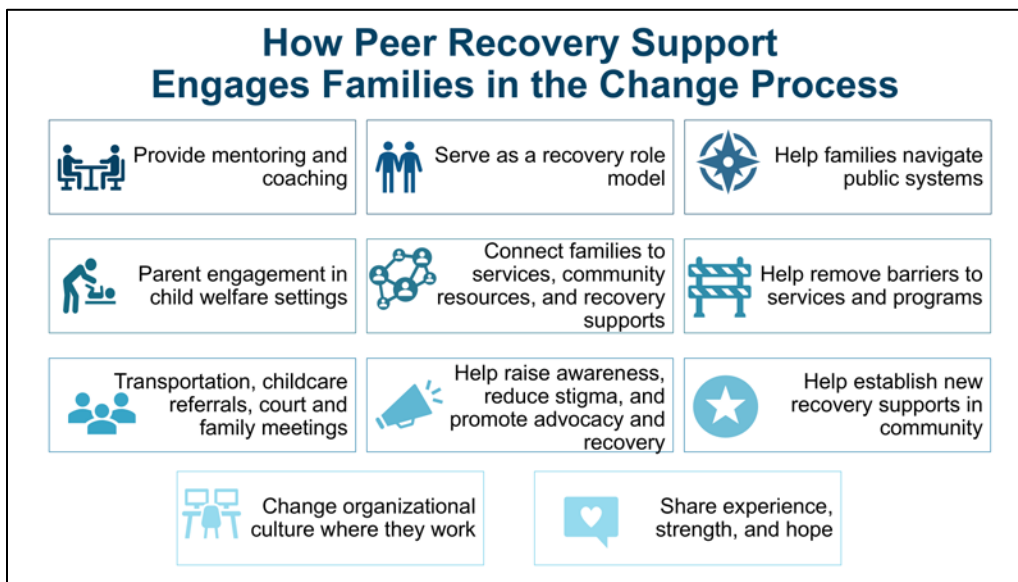 How Peer Recovery Support
Engages Families in the Change Process
Provide mentoring and
coaching
Serve as a recovery role
model
Help families navigate
public systems
Parent engagement in
child welfare settings
Connect families to
services, community
resources, and recovery
supports
Help remove barriers to
services and programs
Transportation, childcare
referrals, court and
family meetings
Help raise awareness,
reduce stigma, and
promote advocacy and
recovery
Help establish new
recovery supports in
community
Change organizational
culture where they work
Share experience,
strength, and hope